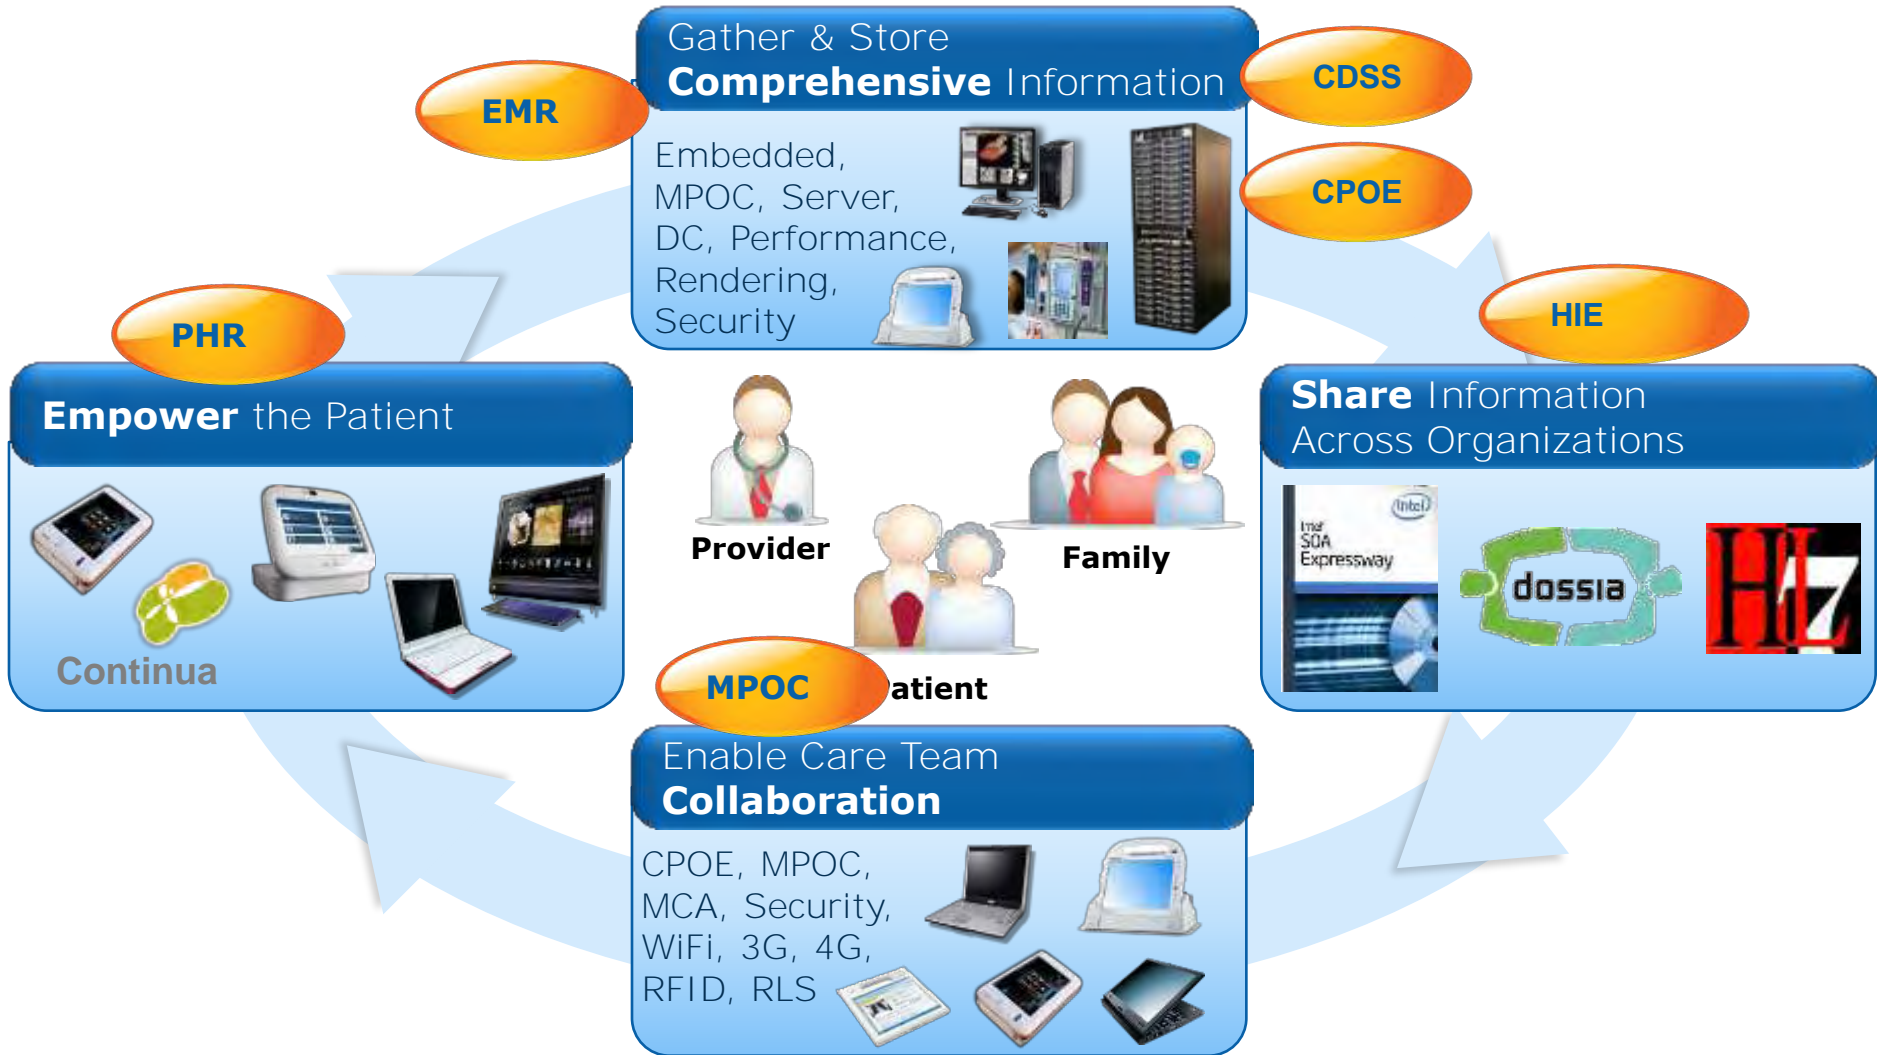 Gather & Store
Comprehensive Information
EMR
CDSS
CPOE
Embedded,
MPOC, Server,
DC, Performance,
Rendering,
Security
PHR
Empower the Patient
Continua
HIE
Share Information
Across Organizations
intel
Intel
SOA
Expressway
dossia
HL7
Provider
Family
atient
MPOC
Enable Care Team
Collaboration
CPOE, MPOC,
MCA, Security,
WiFi, 3G, 4G,
RFID, RLS